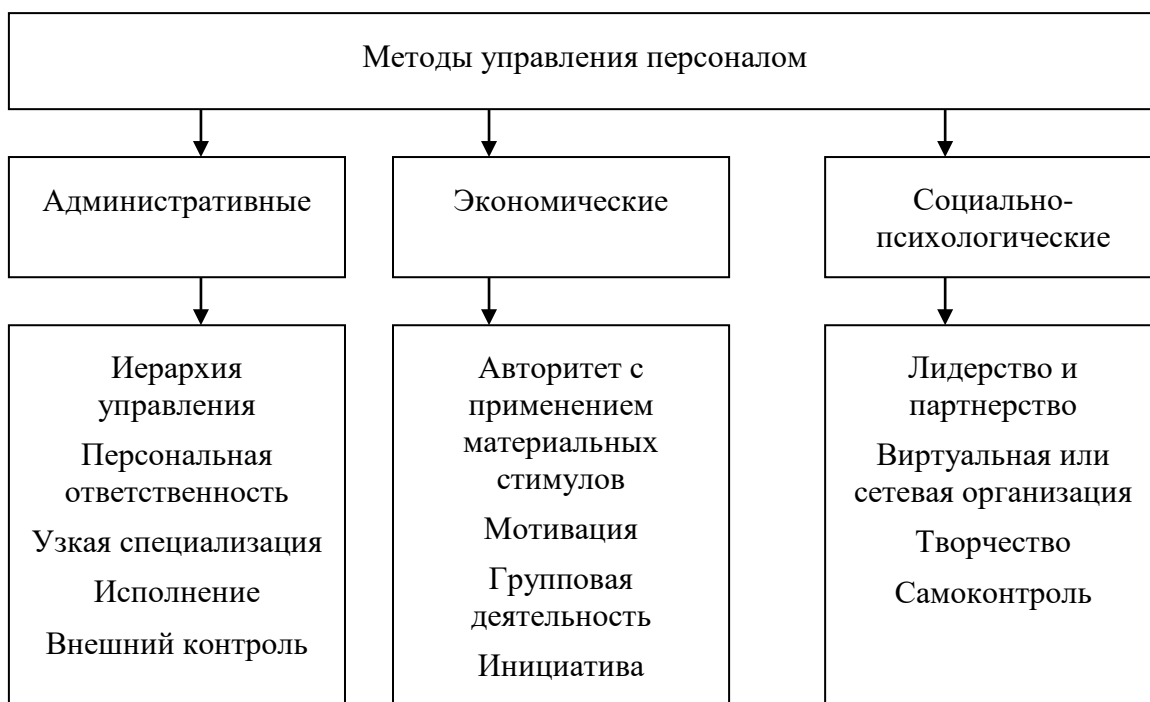 Методы управления персоналом
Административные
Экономические
Социально-
психологические
Иерархия
управления
Персональная
ответственность
Узкая специализация
Исполнение
Внешний контроль
Авторитет с
применением
материальных
стимулов
Мотивация
Групповая
деятельность
Инициатива
Лидерство и
партнерство
Виртуальная или
сетевая организация
Творчество
Самоконтроль